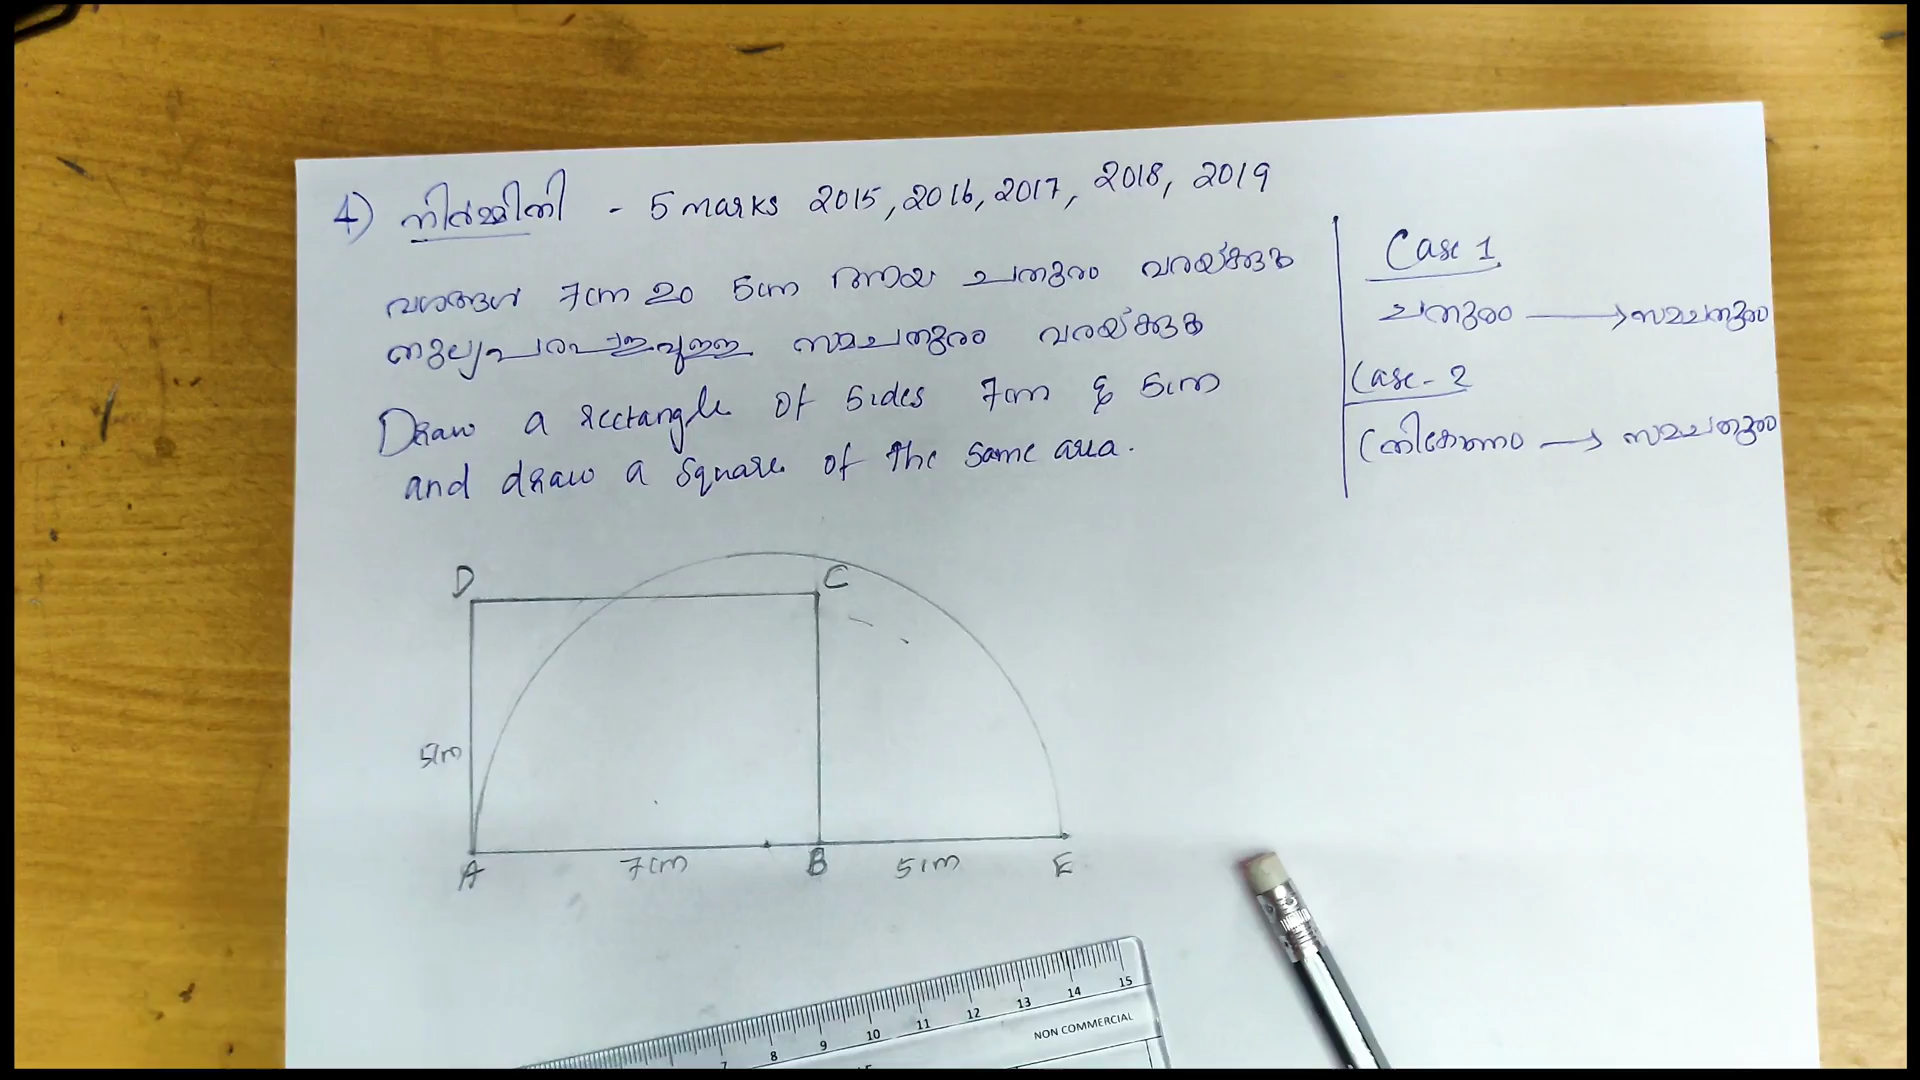 4) നിർമ്മിതി - 5 marks 2015, 2016, 2017, 2018, 2019
വശങ്ങൾ 7cm ഉം 5cm ആയ ചതുരം വരയ്ക്കുക
തുല്യപരപ്പളവുള്ള സമചതുരം വരയ്ക്കുക
Draw a rectangle of sides 7cm & 5cm
and draw a square of the same area.
Case 1
ചതുരം → സമചതുരം
Case - 2
ത്രികോണം → സമചതുരം
D C
5cm
A 7cm B 5cm E
7 8 9 10 11 12 13 14 15
NON COMMERCIAL